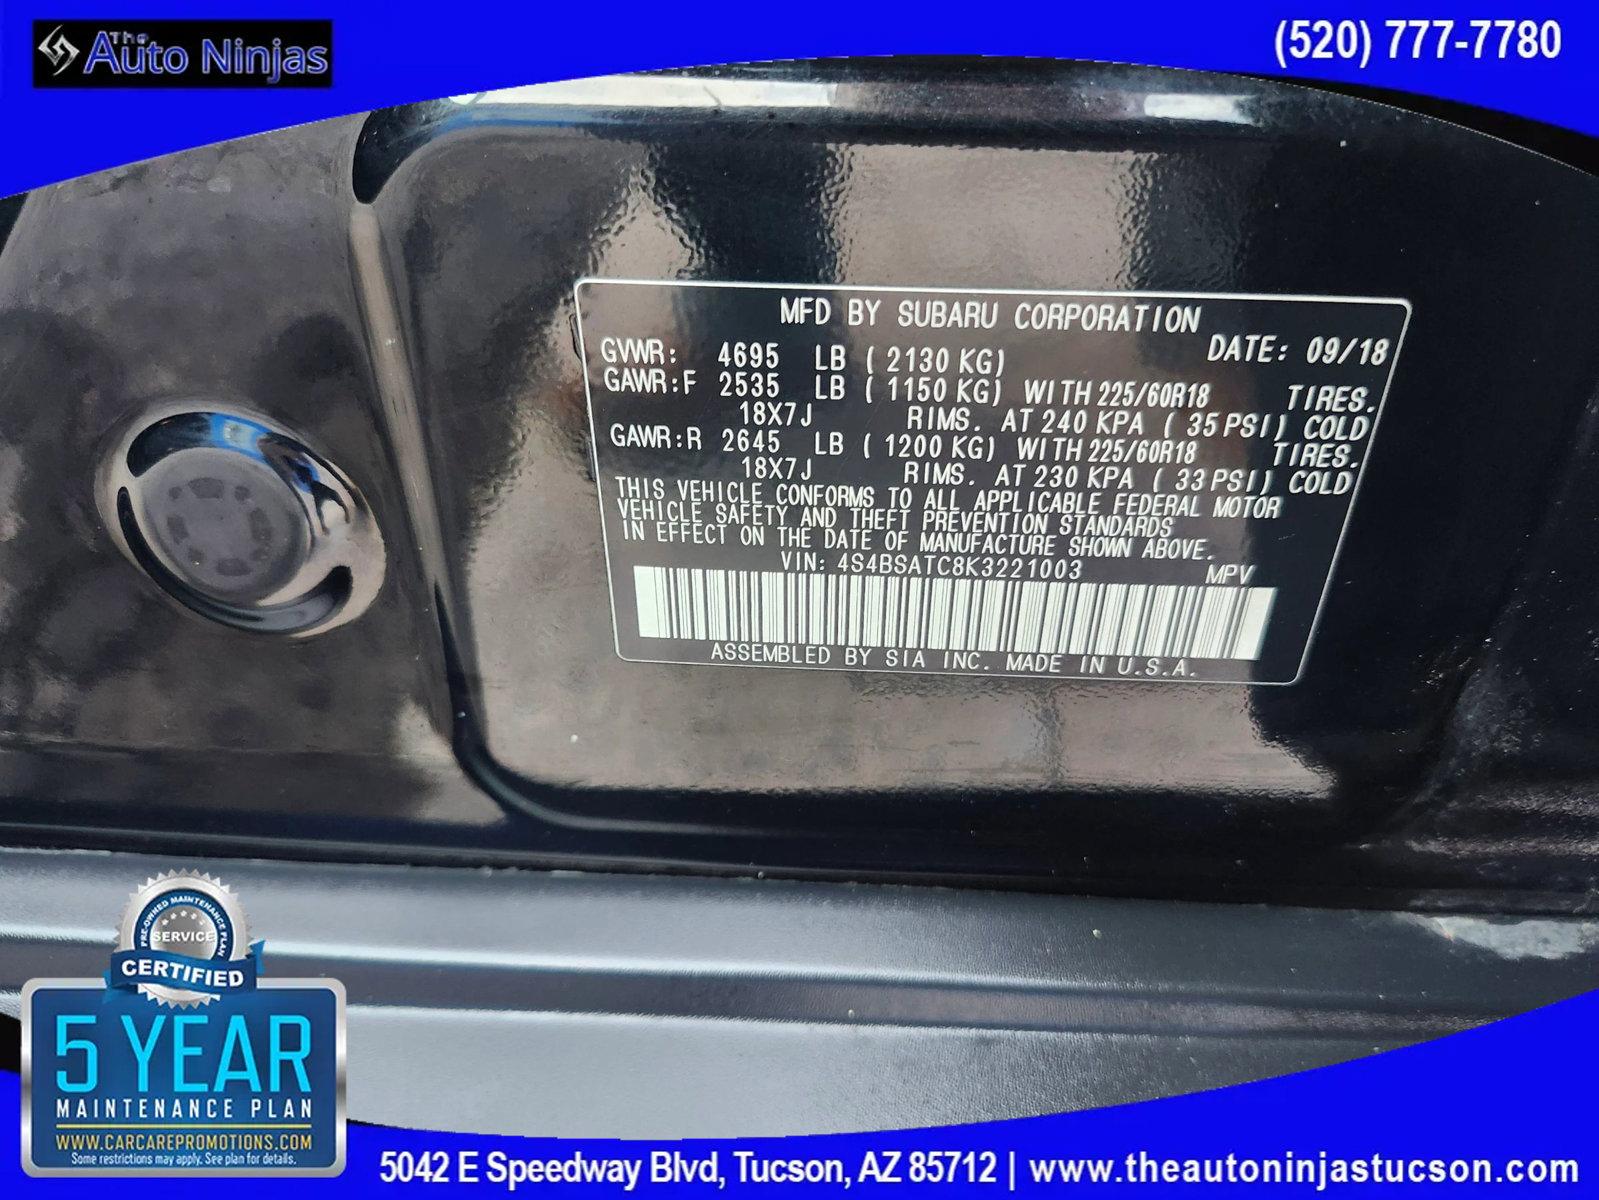 The Auto Ninjas
(520) 777-7780
MFD BY SUBARU CORPORATION
GVWR: 4695 LB ( 2130 KG) DATE: 09/18
GAWR:F 2535 LB ( 1150 KG) WITH 225/60R18 TIRES.
18X7J RIMS. AT 240 KPA ( 35 PSI) COLD
GAWR:R 2645 LB ( 1200 KG) WITH 225/60R18 TIRES.
18X7J RIMS. AT 230 KPA ( 33 PSI) COLD
THIS VEHICLE CONFORMS TO ALL APPLICABLE FEDERAL MOTOR
VEHICLE SAFETY AND THEFT PREVENTION STANDARDS
IN EFFECT ON THE DATE OF MANUFACTURE SHOWN ABOVE.
VIN: 4S4BSATC8K3221003 MPV
ASSEMBLED BY SIA INC. MADE IN U.S.A.
PRE-OWNED MAINTENANCE PLAN
SERVICE
CERTIFIED
5 YEAR
MAINTENANCE PLAN
WWW.CARCAREPROMOTIONS.COM
Some restrictions may apply. See plan for details.
5042 E Speedway Blvd, Tucson, AZ 85712 | www.theautoninjastucson.com